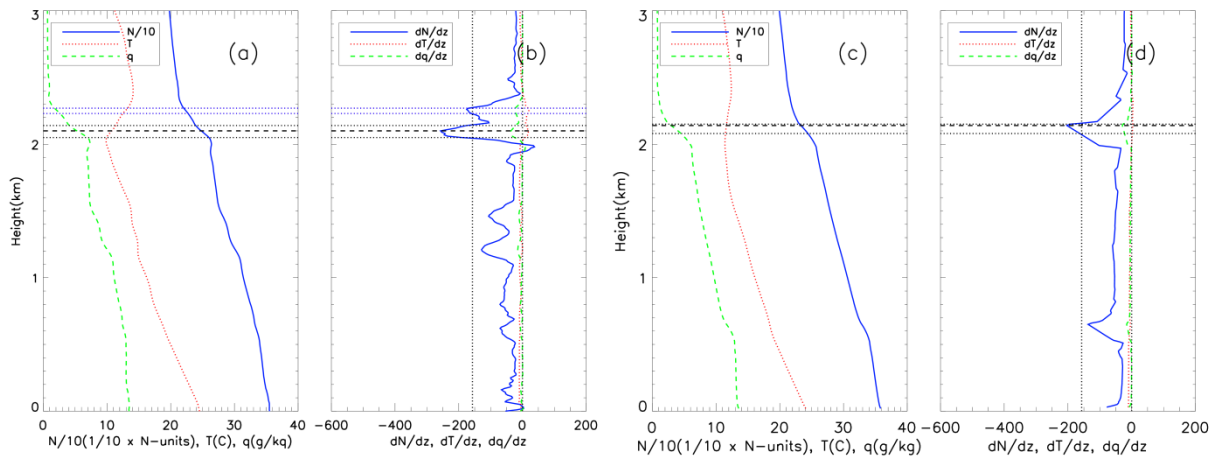 3
N/10
T
q
(a)
2
Height(km)
1
0
0 10 20 30 40
N/10(1/10 x N-units), T(C), q(g/kq)
dN/dz
dT/dz
dq/dz
(b)
-600 -400 -200 0 200
dN/dz, dT/dz, dq/dz
3
N/10
T
q
(c)
2
Height(km)
1
0
0 10 20 30 40
N/10(1/10 x N-units), T(C), q(g/kg)
dN/dz
dT/dz
dq/dz
(d)
-600 -400 -200 0 200
dN/dz, dT/dz, dq/dz